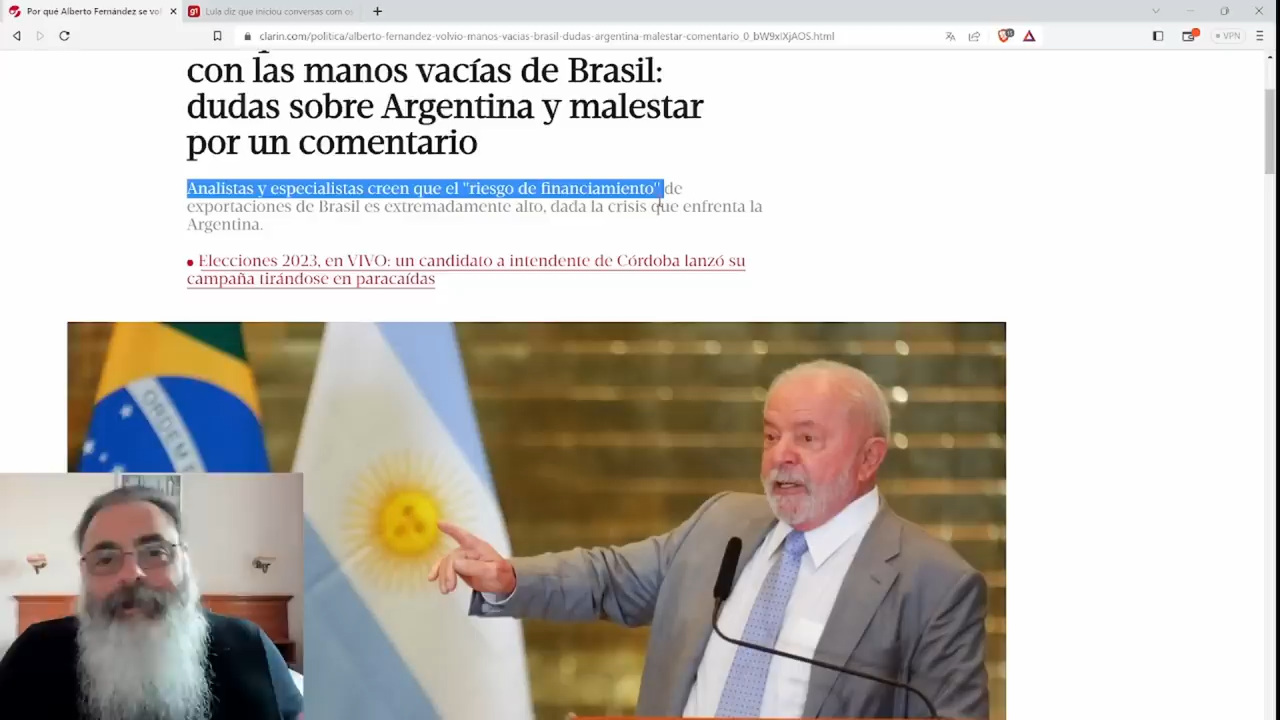 Por qué Alberto Fernández se vol
Lula diz que iniciou conversas com es
clarin.com/politica/alberto-fernandez-volvio-manos-vacias-brasil-dudas-argentina-malestar-comentario_0_bW9xIXjAOS.html
VPN
con las manos vacías de Brasil:
dudas sobre Argentina y malestar
por un comentario
Analistas y especialistas creen que el "riesgo de financiamiento" de
exportaciones de Brasil es extremadamente alto, dada la crisis que enfrenta la
Argentina.
• Elecciones 2023, en VIVO: un candidato a intendente de Córdoba lanzó su
campaña tirándose en paracaídas
ORDEM E